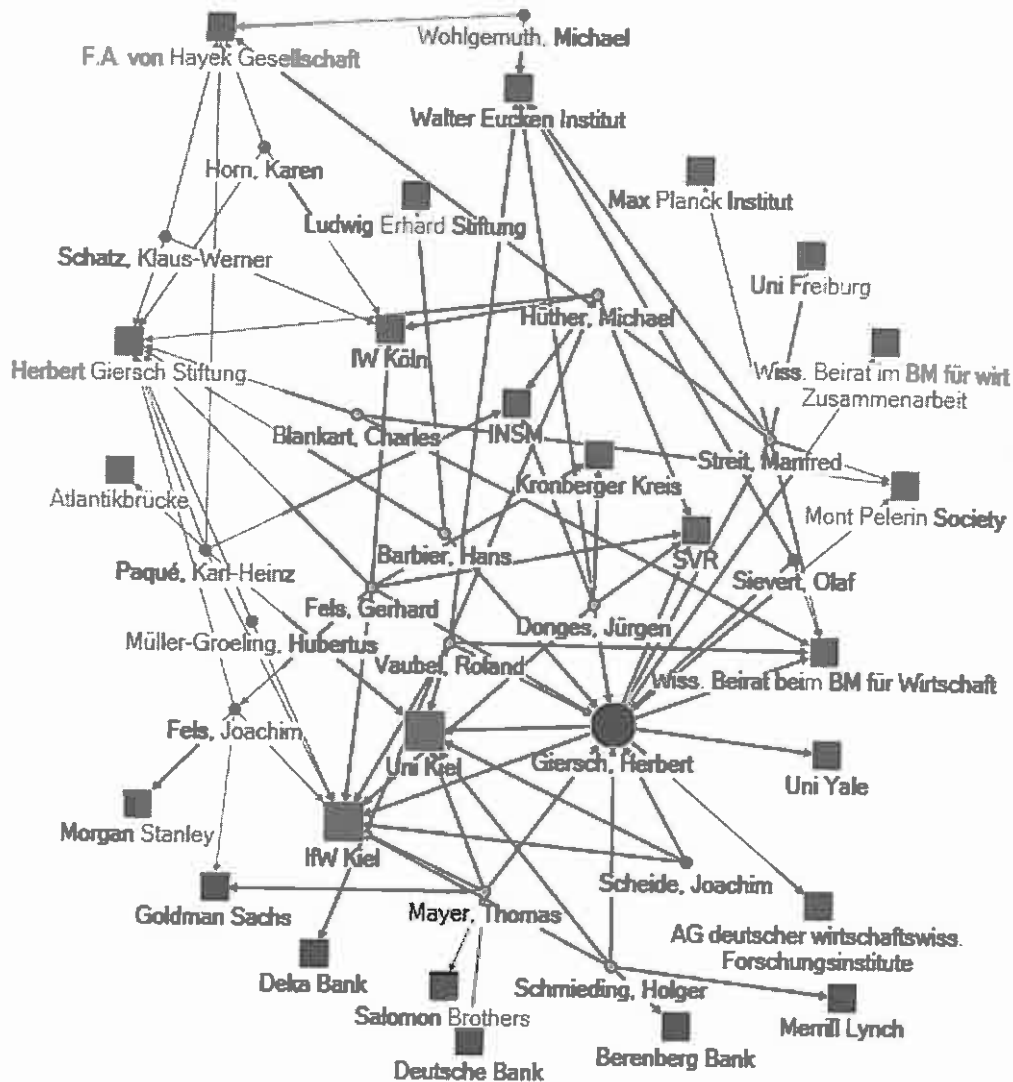 Wohlgemuth, Michael
F.A. von Hayek Gesellschaft
Walter Eucken Institut
Horn, Karen
Max Planck Institut
Ludwig Erhard Stiftung
Schatz, Klaus-Werner
Uni Freiburg
Hüther, Michael
IW Köln
Herbert Giersch Stiftung
Wiss. Beirat im BM für wirt
Zusammenarbeit
Blankart, Charles
INSM
Streit, Manfred
Kronberger Kreis
Atlantikbrücke
Mont Pelerin Society
Barbier, Hans
SVR
Paqué, Karl-Heinz
Sievert, Olaf
Fels, Gerhard
Donges, Jürgen
Müller-Groeling, Hubertus
Vaubel, Roland
Wiss. Beirat beim BM für Wirtschaft
Fels, Joachim
Uni Kiel
Giersch, Herbert
Uni Yale
Morgan Stanley
IfW Kiel
Scheide, Joachim
Goldman Sachs
Mayer, Thomas
AG deutscher wirtschaftswiss.
Forschungsinstitute
Deka Bank
Schmieding, Holger
Salomon Brothers
Merrill Lynch
Berenberg Bank
Deutsche Bank